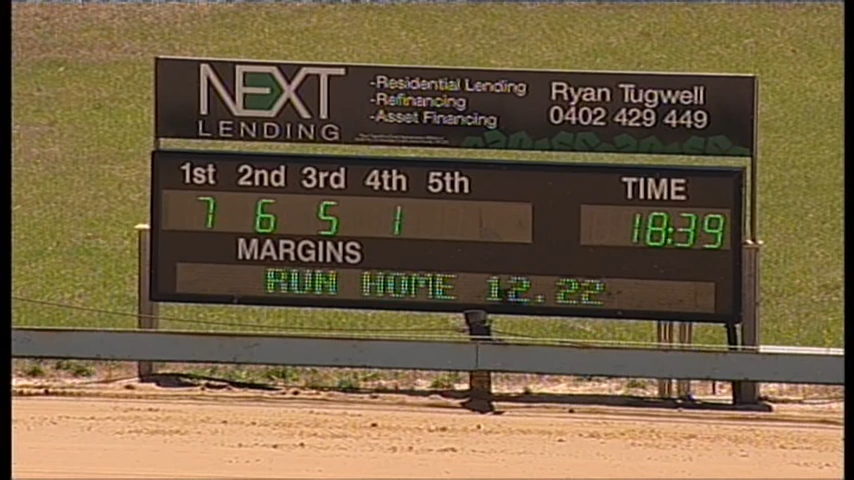 NEXT
LENDING
-Residential Lending
-Refinancing
-Asset Financing
Ryan Tugwell
0402 429 449
1st 2nd 3rd 4th 5th TIME
7 6 5 1 18:39
MARGINS
RUN HOME 12.22